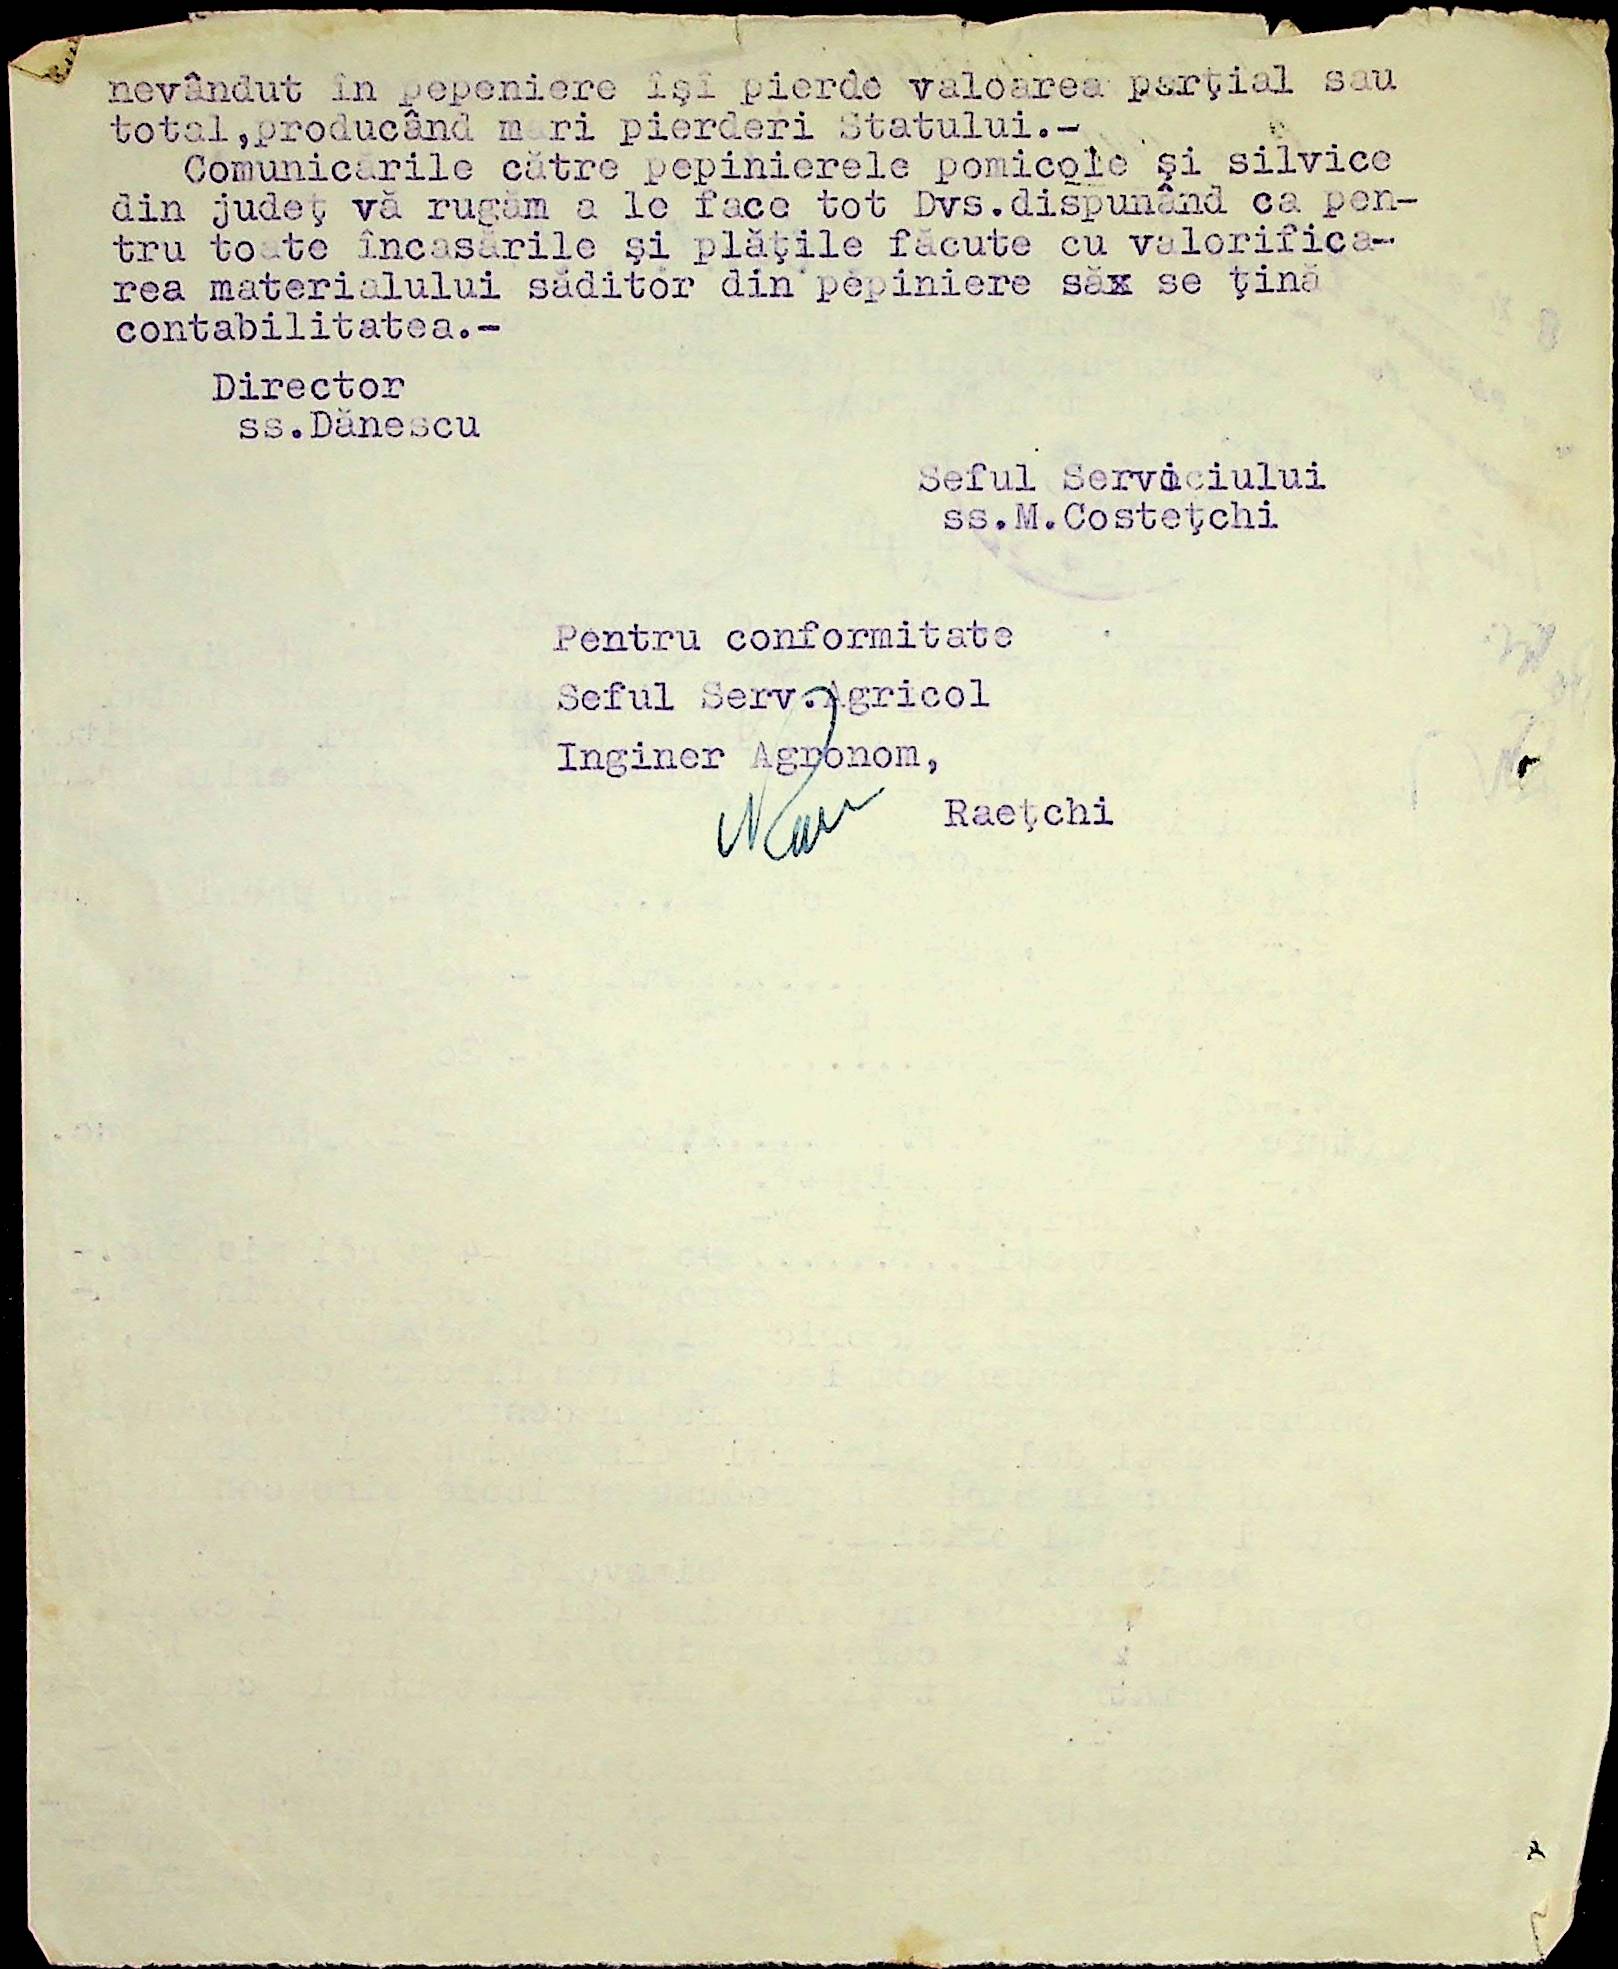 nevândut în pepeniere îşi pierde valoarea parţial sau
total,producând mari pierderi Statului.-
Comunicările către pepinierele pomicole şi silvice
din judeţ vă rugăm a le face tot Dvs.dispunând ca pen-
tru toate încasările şi plăţile făcute cu valorifica-
rea materialului săditor din pepiniere săx se ţină
contabilitatea.-
Director
ss.Dănescu
Seful Serviciului
ss.M.Costeţchi
Pentru conformitate
Seful Serv.Agricol
Inginer Agronom,
Raeţchi